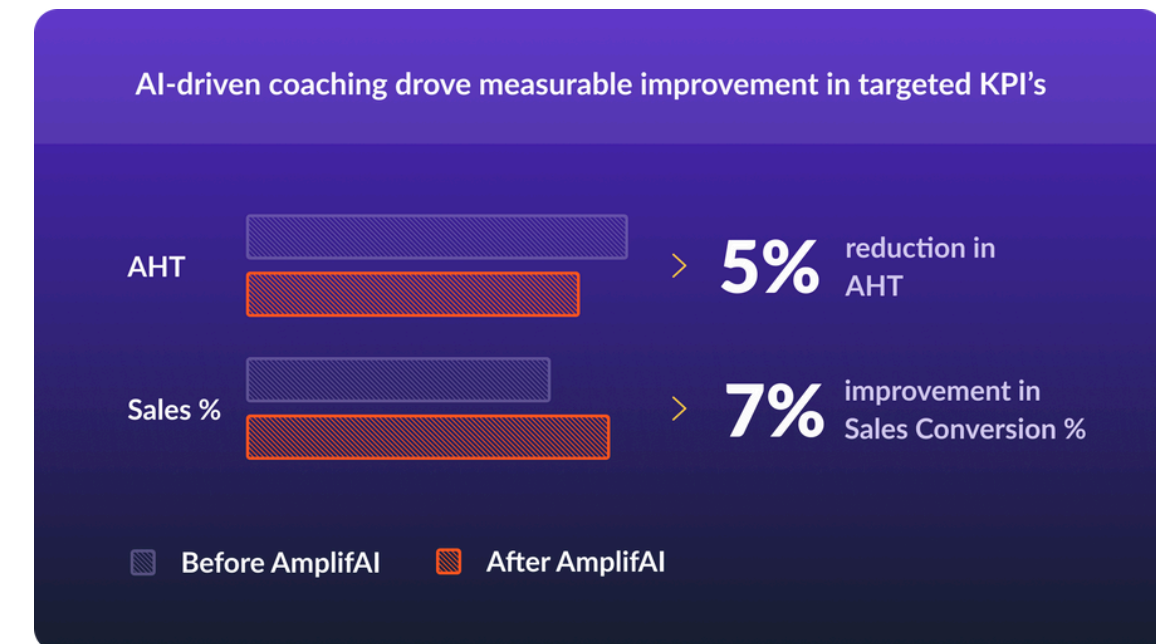 AI-driven coaching drove measurable improvement in targeted KPI’s
AHT
5%
reduction in
AHT
Sales %
7%
improvement in
Sales Conversion %
Before AmplifAI
After AmplifAI